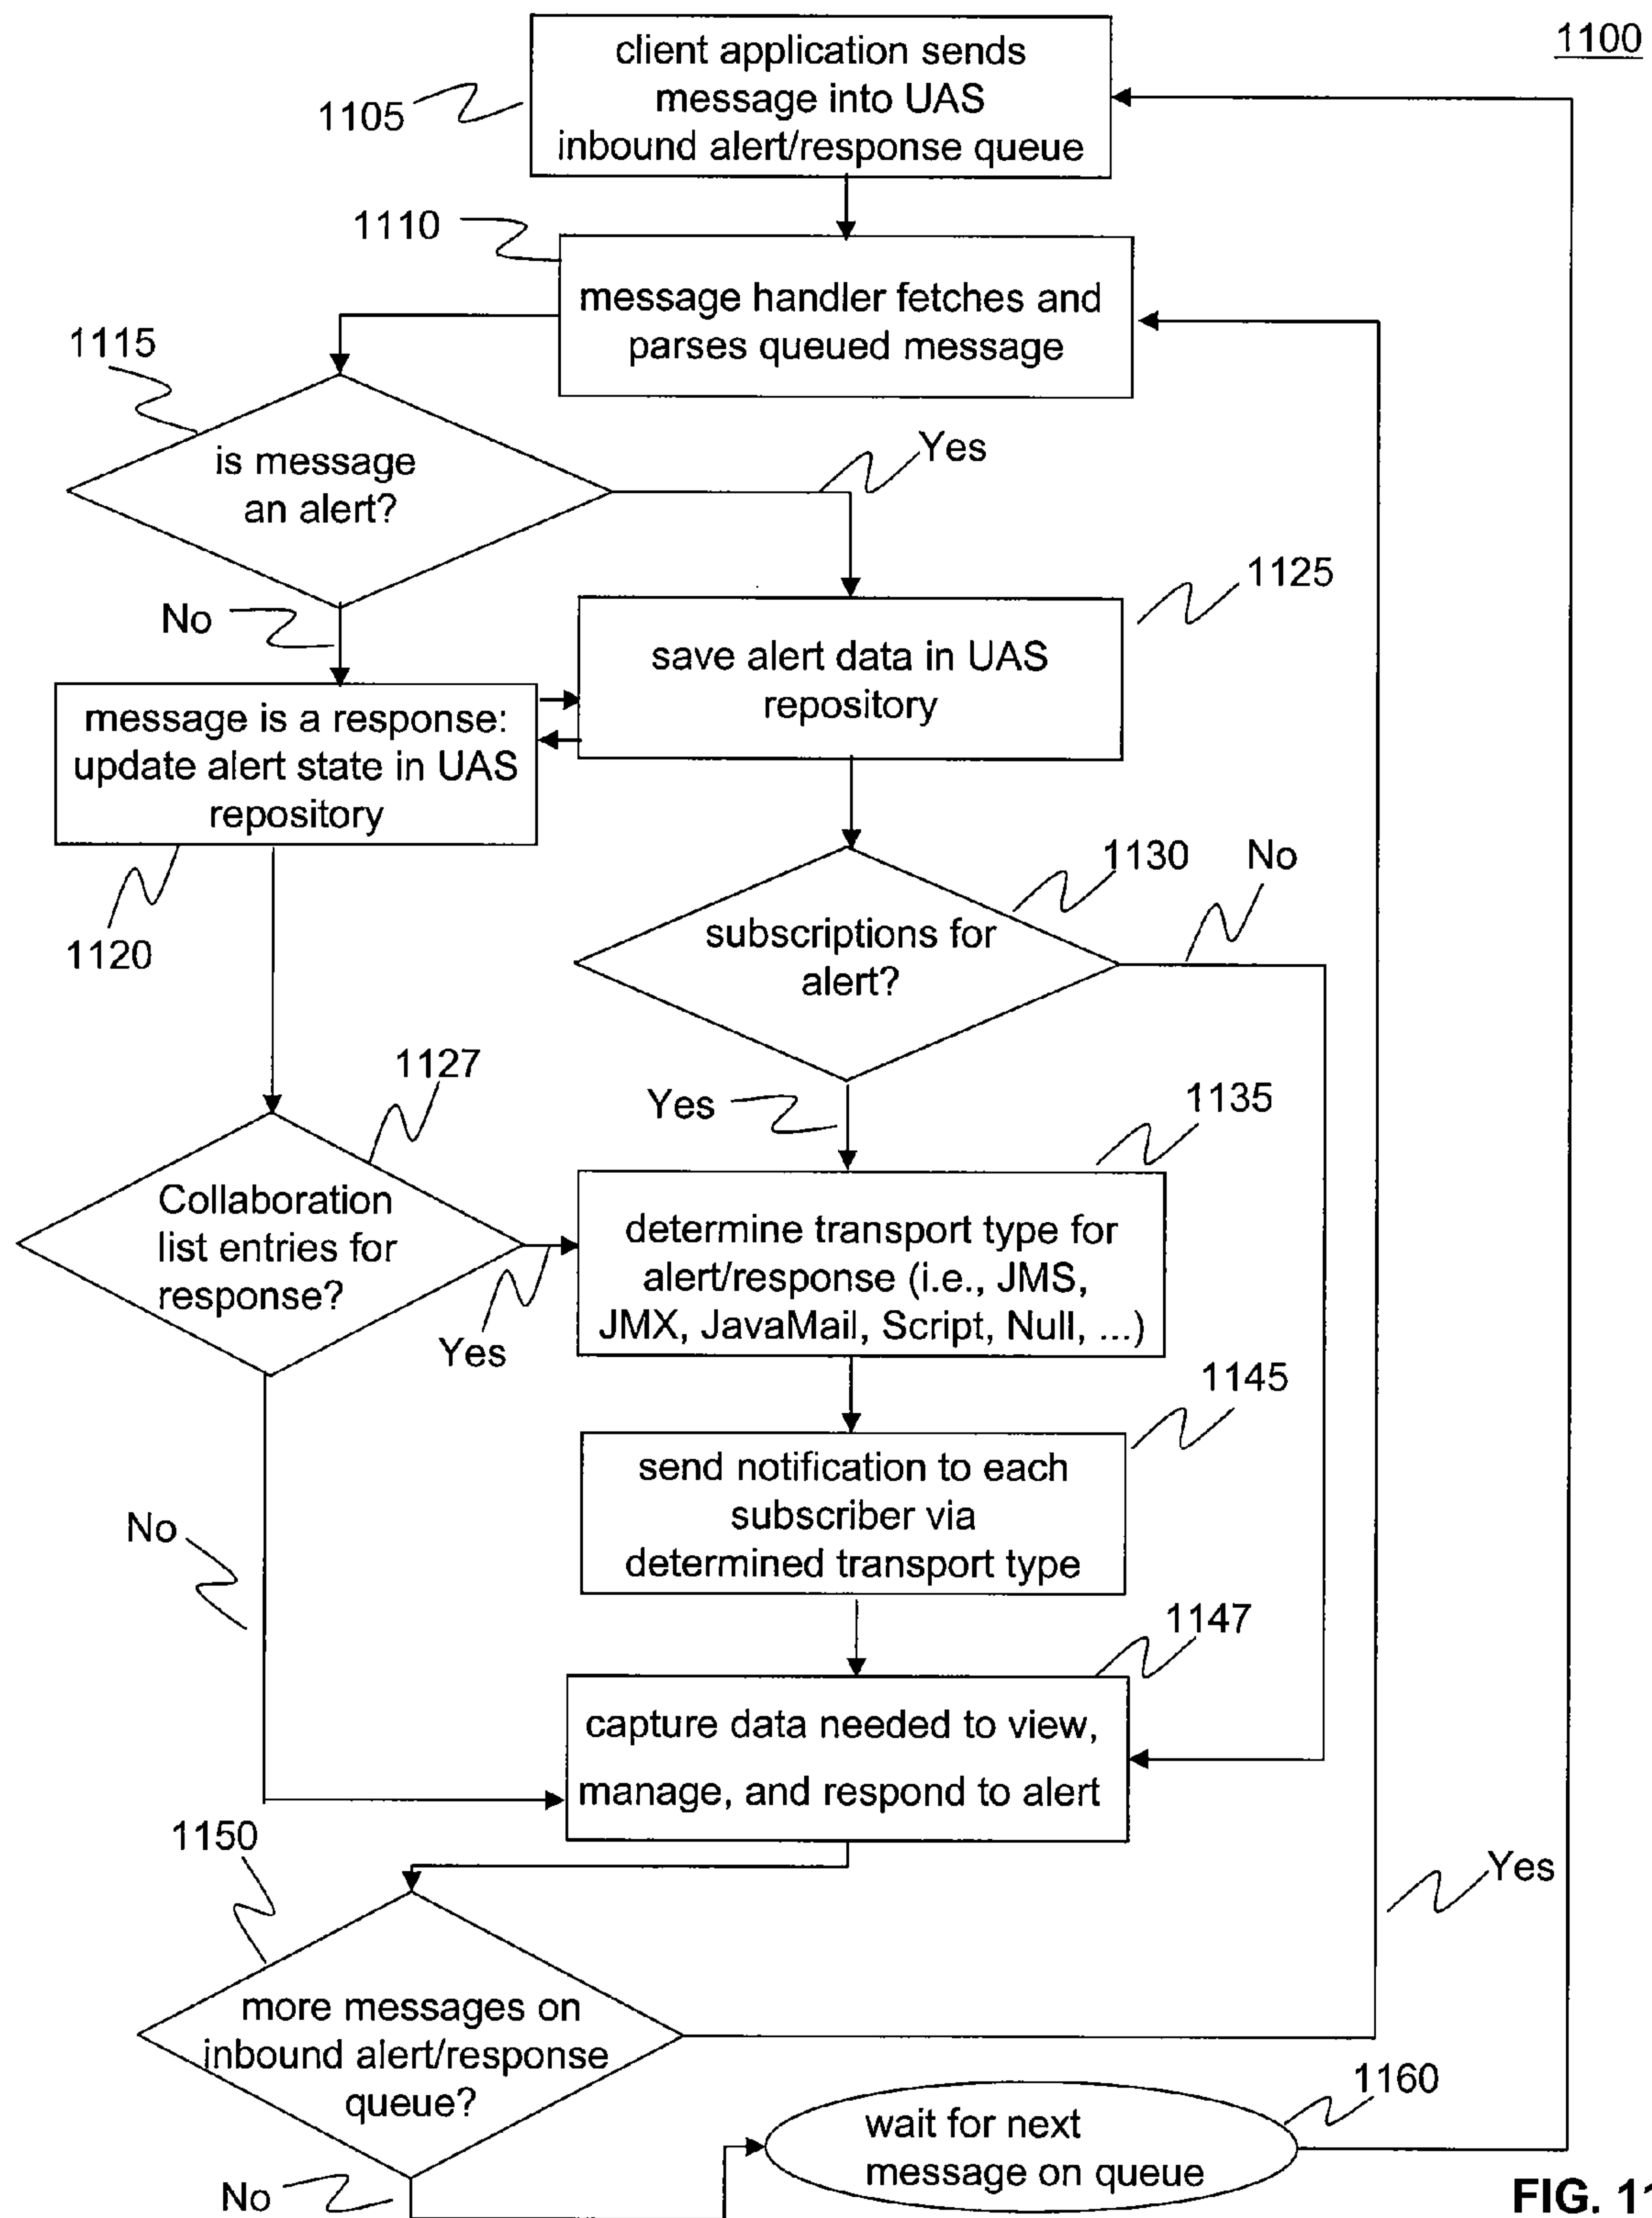 1100
client application sends
message into UAS
inbound alert/response queue
1105
1110
message handler fetches and
parses queued message
1115
is message
an alert?
Yes
No
1125
save alert data in UAS
repository
message is a response:
update alert state in UAS
repository
1120
1130
No
subscriptions for
alert?
1127
Yes
1135
Collaboration
list entries for
response?
Yes
determine transport type for
alert/response (i.e., JMS,
JMX, JavaMail, Script, Null, ...)
1145
send notification to each
subscriber via
determined transport type
No
1147
capture data needed to view,
manage, and respond to alert
1150
Yes
more messages on
inbound alert/response
queue?
1160
wait for next
message on queue
No
FIG. 11